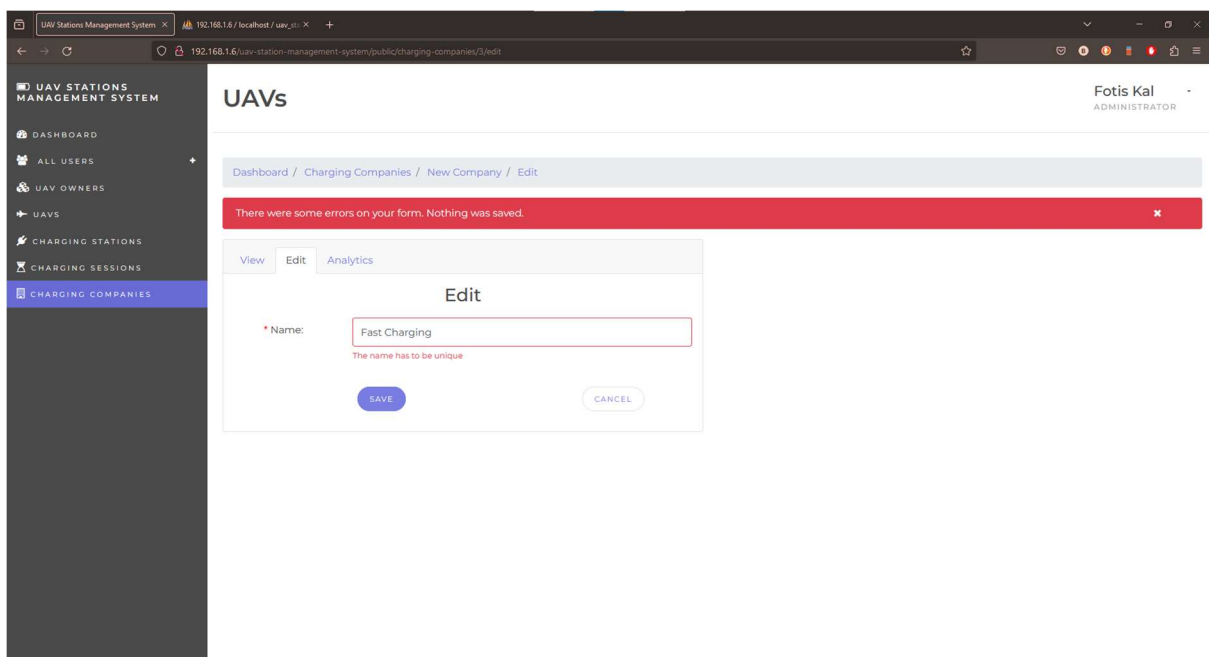 UAV Stations Management System
192.168.1.6 / localhost / uav_sta
192.168.1.6/uav-station-management-system/public/charging-companies/3/edit
UAV STATIONS
MANAGEMENT SYSTEM
DASHBOARD
ALL USERS +
UAV OWNERS
UAVS
CHARGING STATIONS
CHARGING SESSIONS
CHARGING COMPANIES
UAVs
Fotis Kal
ADMINISTRATOR
Dashboard / Charging Companies / New Company / Edit
There were some errors on your form. Nothing was saved.
View Edit Analytics
Edit
* Name: Fast Charging
The name has to be unique
SAVE CANCEL